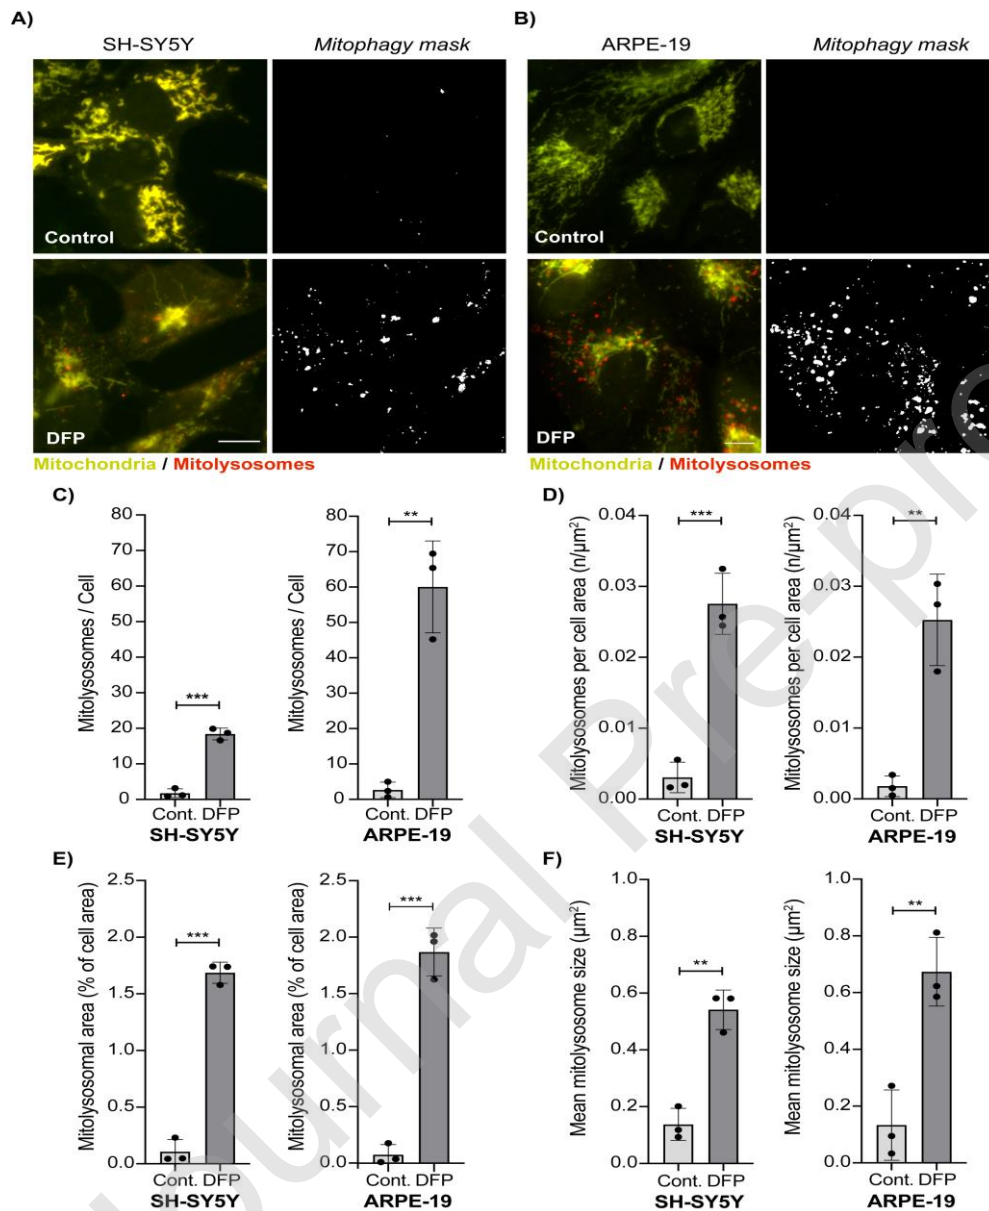 A)
SH-SY5Y
Mitophagy mask
Control
DFP
Mitochondria / Mitolysosomes
B)
ARPE-19
Mitophagy mask
Control
DFP
Mitochondria / Mitolysosomes
C)
Mitolysosomes / Cell
80
70
60
50
40
30
20
10
0
***
Cont. DFP
SH-SY5Y
Mitolysosomes / Cell
80
70
60
50
40
30
20
10
0
**
Cont. DFP
ARPE-19
D)
Mitolysosomes per cell area (n/µm²)
0.04
0.03
0.02
0.01
0.00
***
Cont. DFP
SH-SY5Y
Mitolysosomes per cell area (n/µm²)
0.04
0.03
0.02
0.01
0.00
**
Cont. DFP
ARPE-19
E)
Mitolysosomal area (% of cell area)
2.5
2.0
1.5
1.0
0.5
0.0
***
Cont. DFP
SH-SY5Y
Mitolysosomal area (% of cell area)
2.5
2.0
1.5
1.0
0.5
0.0
***
Cont. DFP
ARPE-19
F)
Mean mitolysosome size (µm²)
1.0
0.8
0.6
0.4
0.2
0.0
**
Cont. DFP
SH-SY5Y
Mean mitolysosome size (µm²)
1.0
0.8
0.6
0.4
0.2
0.0
**
Cont. DFP
ARPE-19
Journal Pre-pro